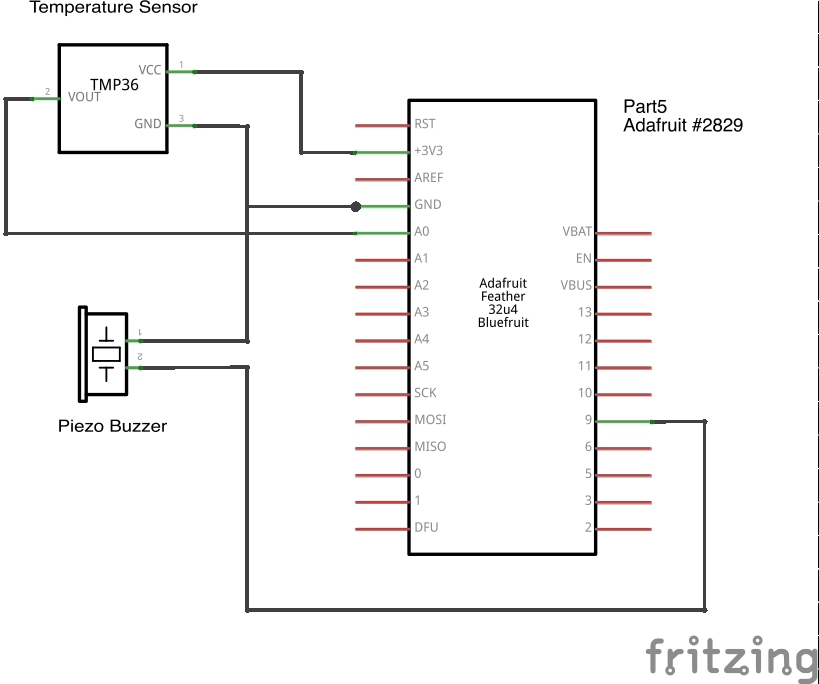 Temperature Sensor
TMP36
VCC 1
2 VOUT
GND 3
Part5
Adafruit #2829
RST
+3V3
AREF
GND
A0
A1
A2
A3
A4
A5
SCK
MOSI
MISO
0
1
DFU
Adafruit
Feather
32u4
Bluefruit
VBAT
EN
VBUS
13
12
11
10
9
6
5
3
2
1
2
Piezo Buzzer
fritzing